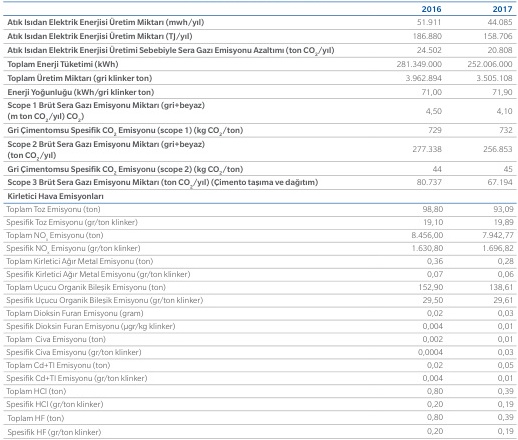 2016 2017
Atık Isıdan Elektrik Enerjisi Üretim Miktarı (mwh/yıl) 51.911 44.085
Atık Isıdan Elektrik Enerjisi Üretim Miktarı (TJ/yıl) 186.880 158.706
Atık Isıdan Elektrik Enerjisi Üretimi Sebebiyle Sera Gazı Emisyonu Azaltımı (ton CO₂/yıl) 24.502 20.808
Toplam Enerji Tüketimi (kWh) 281.349.000 252.006.000
Toplam Üretim Miktarı (gri klinker ton) 3.962.894 3.505.108
Enerji Yoğunluğu (kWh/gri klinker ton) 71,00 71,90
Scope 1 Brüt Sera Gazı Emisyonu Miktarı (gri+beyaz)
(m ton CO₂/yıl) CO₂) 4,50 4,10
Gri Çimentomsu Spesifik CO₂ Emisyonu (scope 1) (kg CO₂/ton) 729 732
Scope 2 Brüt Sera Gazı Emisyonu Miktarı (gri+beyaz)
(ton CO₂/yıl) 277.338 256.853
Gri Çimentomsu Spesifik CO₂ Emisyonu (scope 2) (kg CO₂/ton) 44 45
Scope 3 Brüt Sera Gazı Emisyonu Miktarı (ton CO₂/yıl) (Çimento taşıma ve dağıtım) 80.737 67.194
Kirletici Hava Emisyonları
Toplam Toz Emisyonu (ton) 98,80 93,09
Spesifik Toz Emisyonu (gr/ton klinker) 19,10 19,89
Toplam NOₓ Emisyonu (ton) 8.456,00 7.942,77
Spesifik NOₓ Emisyonu (gr/ton klinker) 1.630,80 1.696,82
Toplam Kirletici Ağır Metal Emisyonu (ton) 0,36 0,28
Spesifik Kirletici Ağır Metal Emisyonu (gr/ton klinker) 0,07 0,06
Toplam Uçucu Organik Bileşik Emisyonu (ton) 152,90 138,61
Spesifik Uçucu Organik Bileşik Emisyonu (gr/ton klinker) 29,50 29,61
Toplam Dioksin Furan Emisyonu (gram) 0,02 0,03
Spesifik Dioksin Furan Emisyonu (µgr/kg klinker) 0,004 0,01
Toplam Civa Emisyonu (ton) 0,002 0,01
Spesifik Civa Emisyonu (gr/ton klinker) 0,0004 0,03
Toplam Cd+Tl Emisyonu (ton) 0,02 0,05
Spesifik Cd+Tl Emisyonu (gr/ton klinker) 0,004 0,01
Toplam HCl (ton) 0,80 0,39
Spesifik HCl (gr/ton klinker) 0,20 0,19
Toplam HF (ton) 0,80 0,39
Spesifik HF (gr/ton klinker) 0,20 0,19